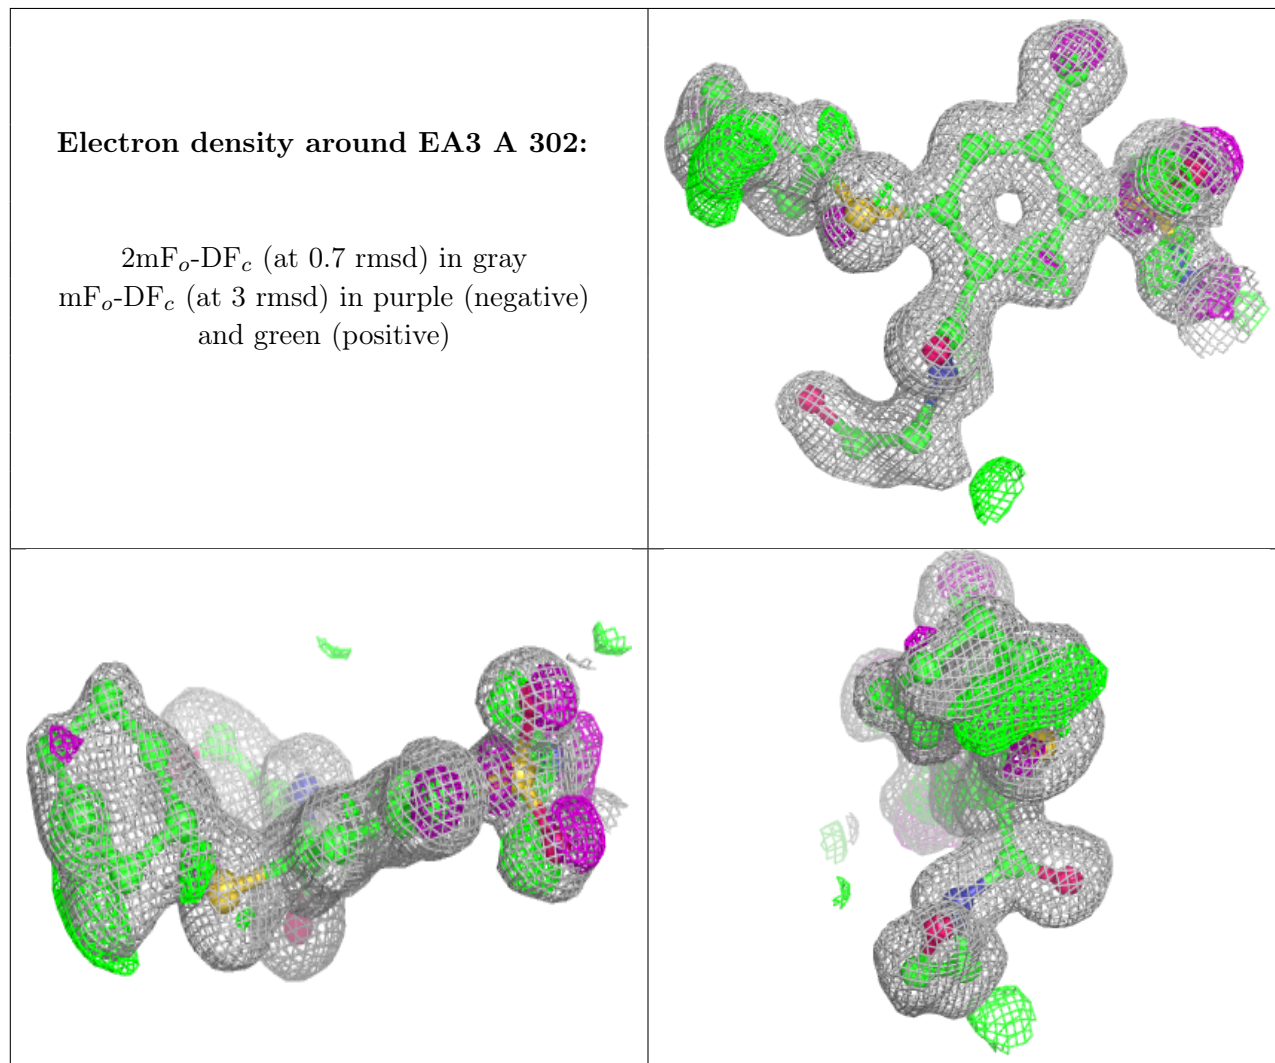 Electron density around EA3 A 302:
2mFo-DFc (at 0.7 rmsd) in gray
mFo-DFc (at 3 rmsd) in purple (negative)
and green (positive)